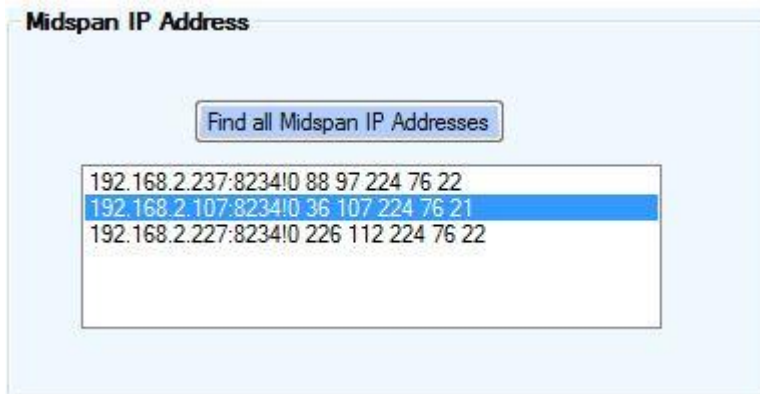 Midspan IP Address
Find all Midspan IP Addresses
192.168.2.237:8234!0 88 97 224 76 22
192.168.2.107:8234!0 36 107 224 76 21
192.168.2.227:8234!0 226 112 224 76 22